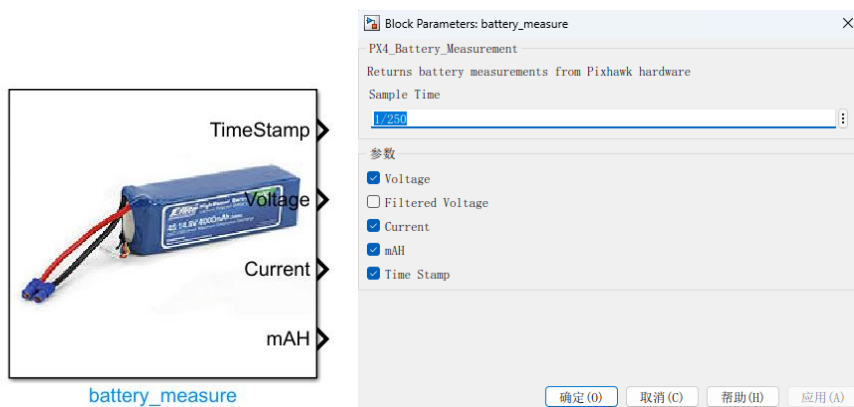 TimeStamp
Voltage
Current
mAH
battery_measure
Block Parameters: battery_measure
PX4_Battery_Measurement
Returns battery measurements from Pixhawk hardware
Sample Time
1/250
参数
Voltage
Filtered Voltage
Current
mAH
Time Stamp
确定(O)
取消(C)
帮助(H)
应用(A)